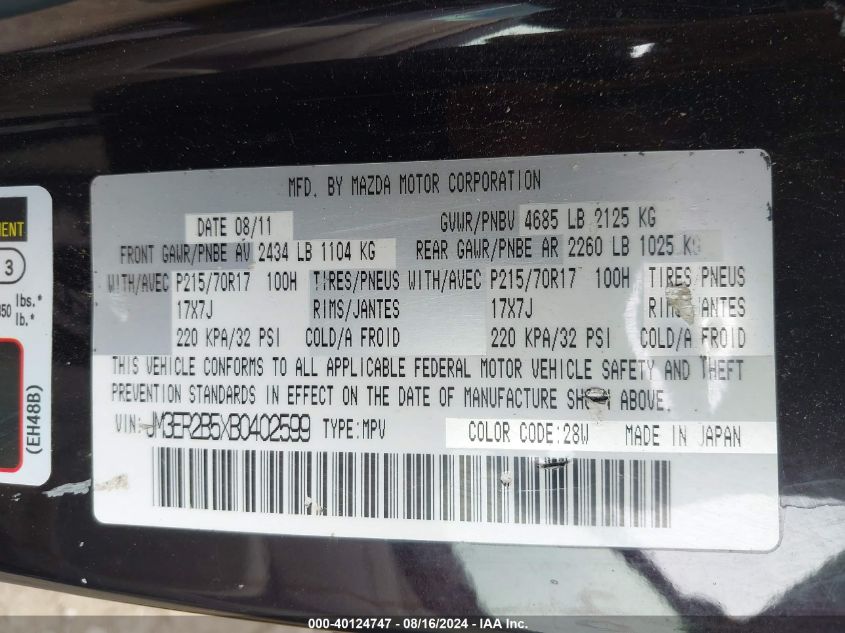 MFD. BY MAZDA MOTOR CORPORATION
DATE 08/11
GVWR/PNBV 4685 LB 2125 KG
FRONT GAWR/PNBE AV 2434 LB 1104 KG
REAR GAWR/PNBE AR 2260 LB 1025 KG
WITH/AVEC P215/70R17 100H TIRES/PNEUS WITH/AVEC P215/70R17 100H TIRES/PNEUS
17X7J RIMS/JANTES 17X7J RIMS/JANTES
220 KPA/32 PSI COLD/A FROID 220 KPA/32 PSI COLD/A FROID
THIS VEHICLE CONFORMS TO ALL APPLICABLE FEDERAL MOTOR VEHICLE SAFETY AND THEFT
PREVENTION STANDARDS IN EFFECT ON THE DATE OF MANUFACTURE SHOWN ABOVE.
VIN: JM3ER2B5XB0402599 TYPE:MPV
COLOR CODE:28W MADE IN JAPAN
3
lbs.*
lb.*
(EH48B)
000-40124747 - 08/16/2024 - IAA Inc.